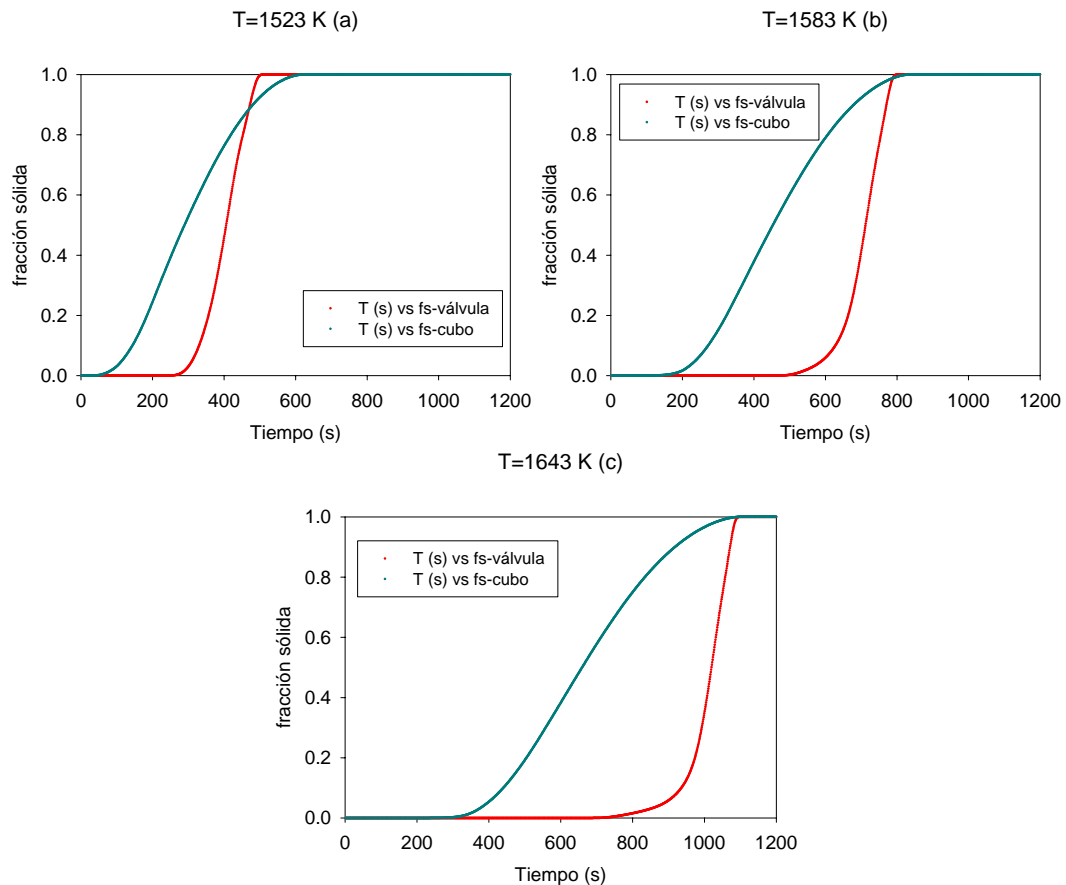 T=1523 K (a)
1.0
0.8
0.6
0.4
0.2
0.0
fracción sólida
T (s) vs fs-válvula
T (s) vs fs-cubo
0 200 400 600 800 1000 1200
Tiempo (s)
T=1583 K (b)
1.0
0.8
0.6
0.4
0.2
0.0
fracción sólida
T (s) vs fs-válvula
T (s) vs fs-cubo
0 200 400 600 800 1000 1200
Tiempo (s)
T=1643 K (c)
1.0
0.8
0.6
0.4
0.2
0.0
fracción sólida
T (s) vs fs-válvula
T (s) vs fs-cubo
0 200 400 600 800 1000 1200
Tiempo (s)